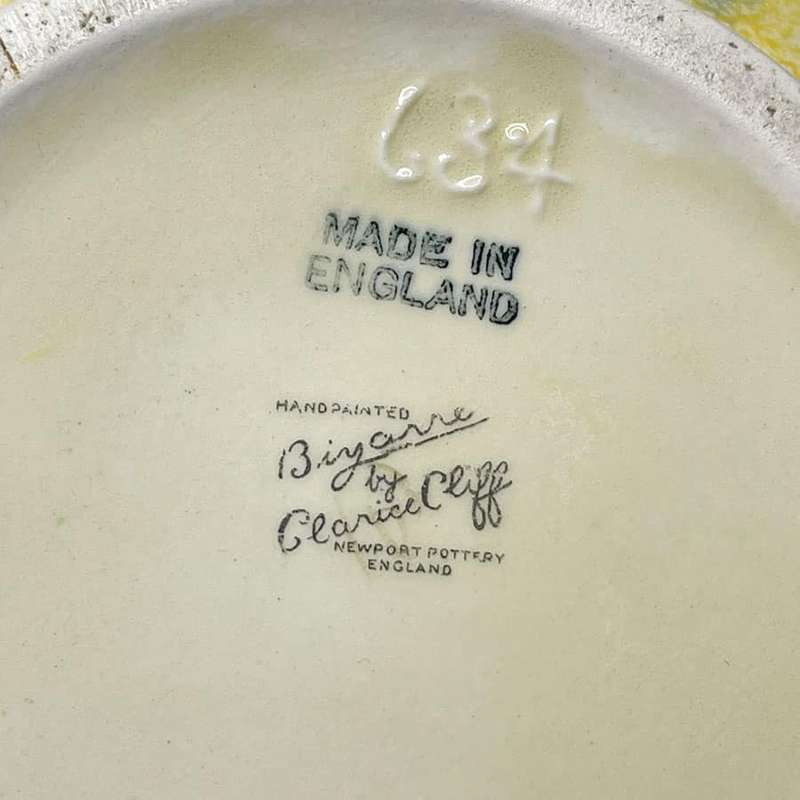 634
MADE IN
ENGLAND
HANDPAINTED
Bizarre
by
Clarice Cliff
NEWPORT POTTERY
ENGLAND